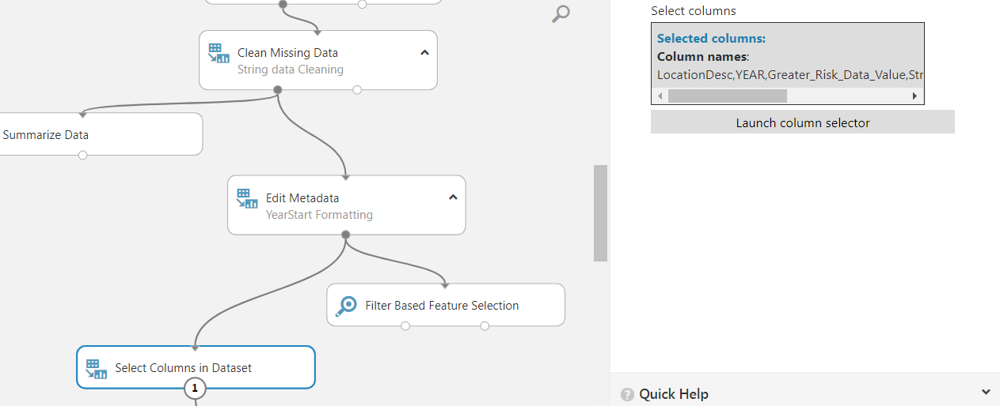 Clean Missing Data
String data Cleaning
Summarize Data
Edit Metadata
YearStart Formatting
Filter Based Feature Selection
Select Columns in Dataset
1
Select columns
Selected columns:
Column names:
LocationDesc,YEAR,Greater_Risk_Data_Value,Str
Launch column selector
? Quick Help